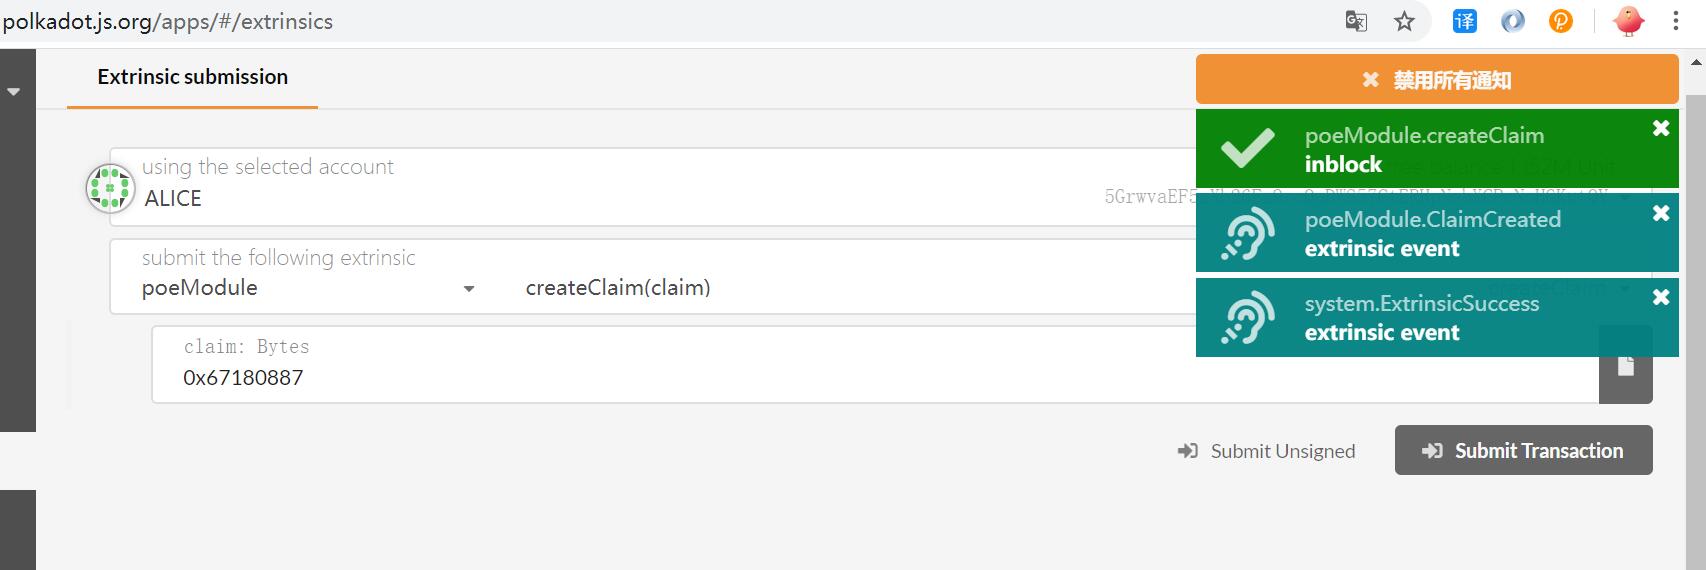 polkadot.js.org/apps/#/extrinsics
译
Extrinsic submission
禁用所有通知
poeModule.createClaim
inblock
poeModule.ClaimCreated
extrinsic event
system.ExtrinsicSuccess
extrinsic event
using the selected account
ALICE
5GrwvaEF5
submit the following extrinsic
poeModule
createClaim(claim)
createClaim
claim: Bytes
0x67180887
Submit Unsigned
Submit Transaction